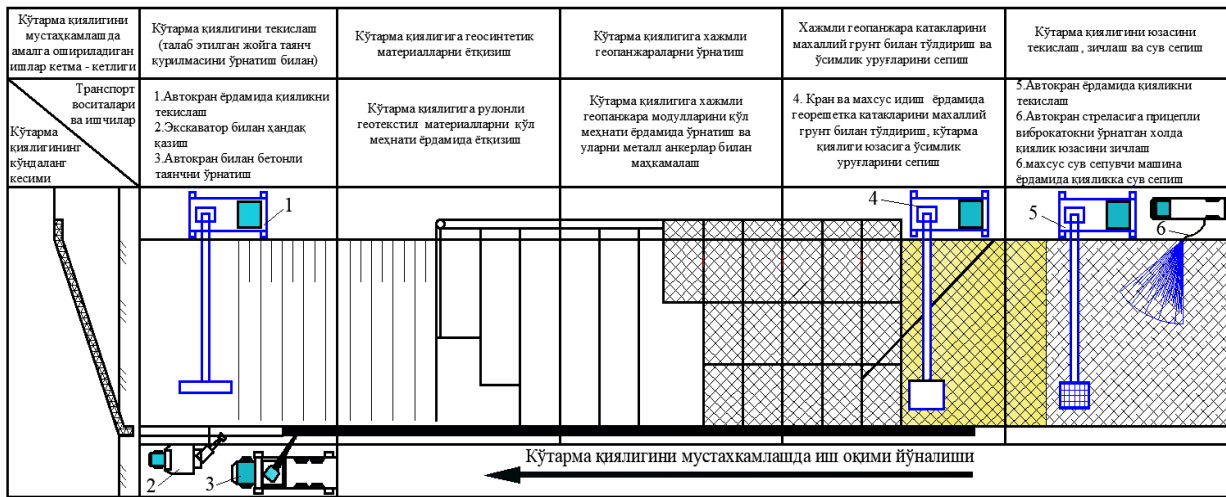 Кўтарма қиялигини
мустаҳкамлашда
амалга ошириладиган
ишлар кетма - кетлиги
Кўтарма қиялигини текислаш
(талаб этилган жойга таянч
қурилмасини ўрнатиш билан)
Кўтарма қиялигига геосинтетик
материалларни ётқизиш
Кўтарма қиялигига хажмли
геопанжараларни ўрнатиш
Хажмли геопанжара катакларини
махаллий грунт билан тўлдириш ва
ўсимлик уруғларини сепиш
Кўтарма қиялигини юзасини
текислаш, зичлаш ва сув сепиш
Транспорт
воситалари
ва ишчилар
Кўтарма
қиялигининг
кўндаланг
кесими
1.Автокран ёрдамида қияликни
текислаш
2.Экскаватор билан ҳандақ
қазиш
3.Автокран билан бетонли
таянчни ўрнатиш
Кўтарма қиялигига рулонли
геотекстил материалларни қўл
меҳнати ёрдамида ётқизиш
Кўтарма қиялигига хажмли
геопанжара модулларини қўл
меҳнати ёрдамида ўрнатиш ва
уларни металл анкерлар билан
маҳкамалаш
4. Кран ва махсус идиш ёрдамида
георешетка катакларини махаллий
грунт билан тўлдириш, кўтарма
қиялиги юзасига ўсимлик
уруғларини сепиш
5.Автокран ёрдамида қияликни
текислаш
6.Автокран стреласига прицепли
виброкатокни ўрнатган холда
қиялик юзасини зичлаш
6.махсус сув сепувчи машина
ёрдамида қияликка сув сепиш
1
4
5
6
2
3
Кўтарма қиялигини мустаҳкамлашда иш оқими йўналиши